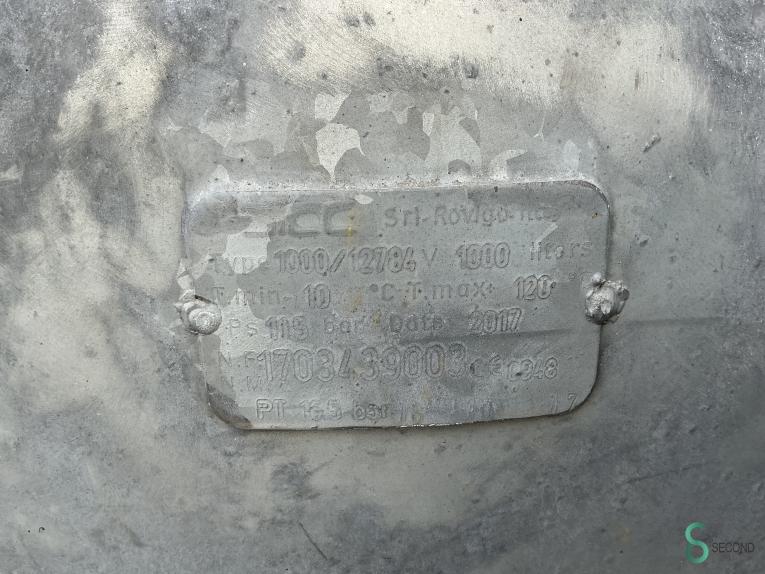 SICC Srl-Rovigo-Italy
type 1000/12784 V 1000 liters
T.min- 10 °C T.max+ 120 °C
Ps 11.5 bar Date 2017
N.F. 1703439003 CE 0948
PT 16.5 bar
SECOND